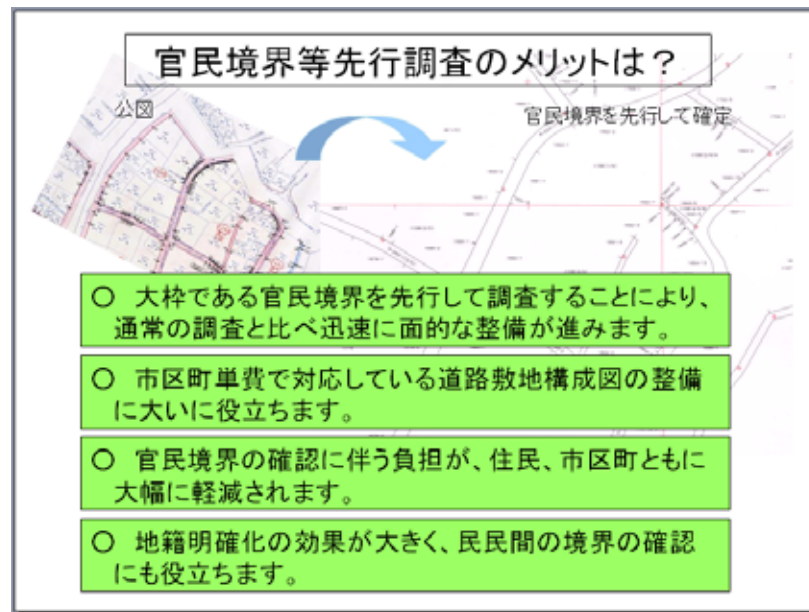 官民境界等先行調査のメリットは？
公図
官民境界を先行して確定
○　大枠である官民境界を先行して調査することにより、
通常の調査と比べ迅速に面的な整備が進みます。
○　市区町単費で対応している道路敷地構成図の整備
に大いに役立ちます。
○　官民境界の確認に伴う負担が、住民、市区町ともに
大幅に軽減されます。
○　地籍明確化の効果が大きく、民民間の境界の確認
にも役立ちます。